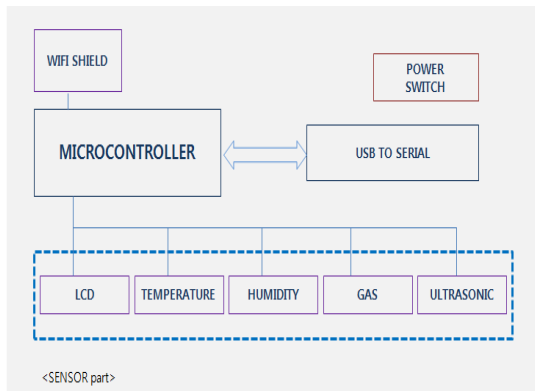 WIFI SHIELD
POWER
SWITCH
MICROCONTROLLER
USB TO SERIAL
LCD
TEMPERATURE
HUMIDITY
GAS
ULTRASONIC
<SENSOR part>